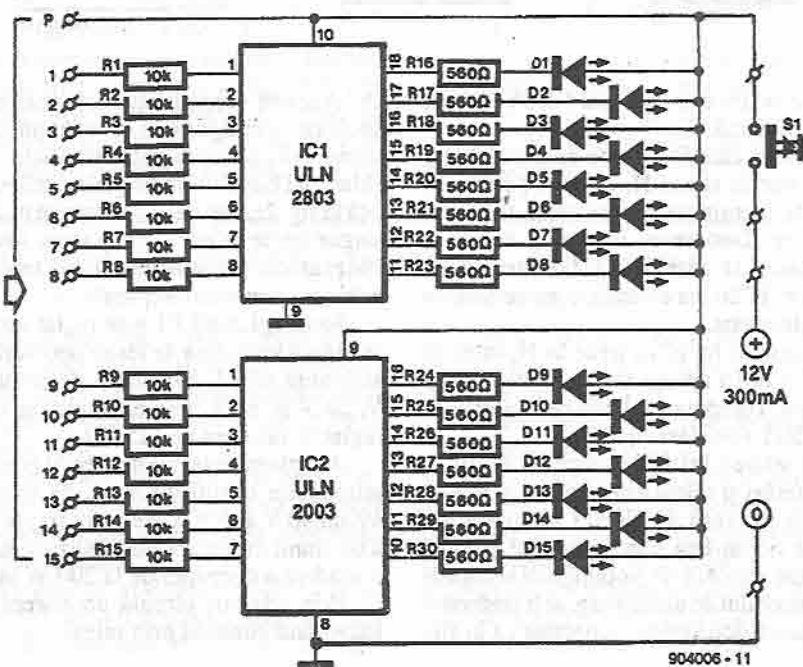 P 10
R1 1 18 R16 D1
1 10k 560Ω
R2 2 17 R17 D2
2 10k 560Ω
R3 3 16 R18 D3
3 10k 560Ω S1
R4 4 IC1 15 R19 D4
4 10k ULN 560Ω
R5 5 2803 14 R20 D5
5 10k 560Ω
R6 6 13 R21 D6
6 10k 560Ω
R7 7 12 R22 D7
7 10k 560Ω
R8 8 11 R23 D8
8 10k 560Ω
9
9 +
12V
R9 1 16 R24 D9 300mA
9 10k 560Ω
R10 2 15 R25 D10
10 10k 560Ω
R11 3 14 R26 D11
11 10k 560Ω
R12 4 IC2 13 R27 D12
12 10k ULN 560Ω
R13 5 2003 12 R28 D13
13 10k 560Ω 0
R14 6 11 R29 D14
14 10k 560Ω
R15 7 10 R30 D15
15 10k 560Ω
8
904006 - 11